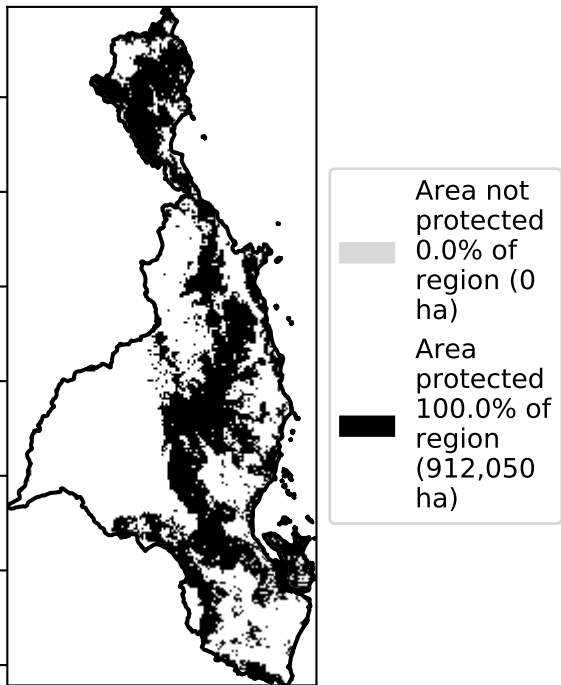 Area not
protected
0.0% of
region (0
ha)
Area
protected
100.0% of
region
(912,050
ha)